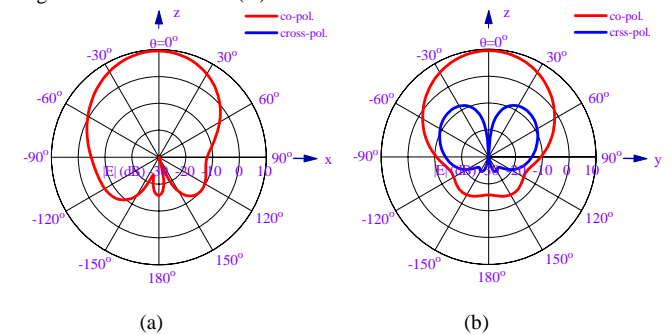 z
co-pol.
cross-pol.
θ=0°
-30°
30°
-60°
60°
-90°
90°
x
|E| (dB) -30 -20 -10 0 10
-120°
120°
-150°
150°
180°
(a)
z
co-pol.
crss-pol.
θ=0°
-30°
30°
-60°
60°
-90°
90°
y
|E| (dB) -30 -20 -10 0 10
-120°
120°
-150°
150°
180°
(b)